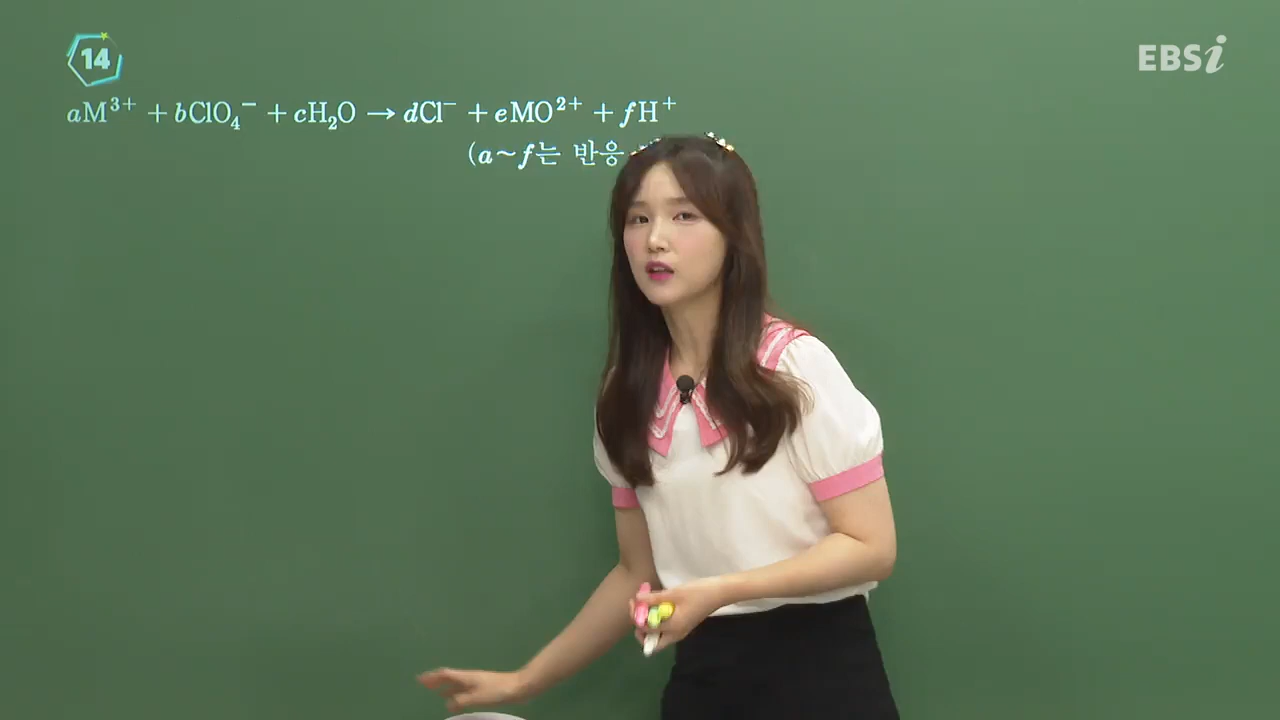 14
EBSi
aM³⁺ + bClO₄⁻ + cH₂O → dCl⁻ + eMO²⁺ + fH⁺
(a~f는 반응